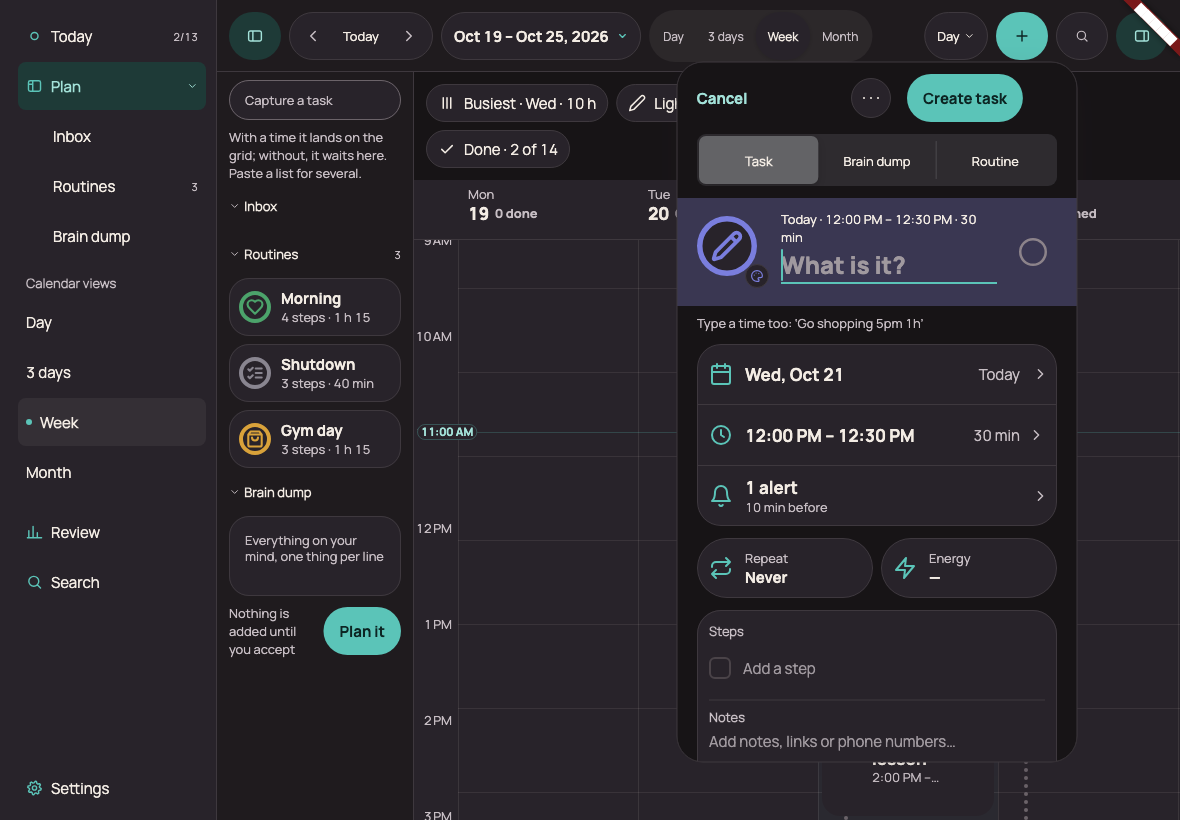 Today 2/13
Plan
Inbox
Routines 3
Brain dump
Calendar views
Day
3 days
Week
Month
Review
Search
Settings
Today
Oct 19 – Oct 25, 2026
Day 3 days Week Month
Day
Capture a task
With a time it lands on the
grid; without, it waits here.
Paste a list for several.
Inbox
Routines 3
Morning
4 steps · 1 h 15
Shutdown
3 steps · 40 min
Gym day
3 steps · 1 h 15
Brain dump
Everything on your
mind, one thing per line
Nothing is
added until
you accept
Plan it
Busiest · Wed · 10 h
Done · 2 of 14
Mon
19 0 done
Tue
20
9 AM
10 AM
11:00 AM
12 PM
1 PM
2 PM
3 PM
Cancel
Create task
Task Brain dump Routine
Today · 12:00 PM – 12:30 PM · 30
min
What is it?
Type a time too: ‘Go shopping 5pm 1h’
Wed, Oct 21 Today
12:00 PM – 12:30 PM 30 min
1 alert
10 min before
Repeat
Never
Energy
–
Steps
Add a step
Notes
Add notes, links or phone numbers…
2:00 PM –…